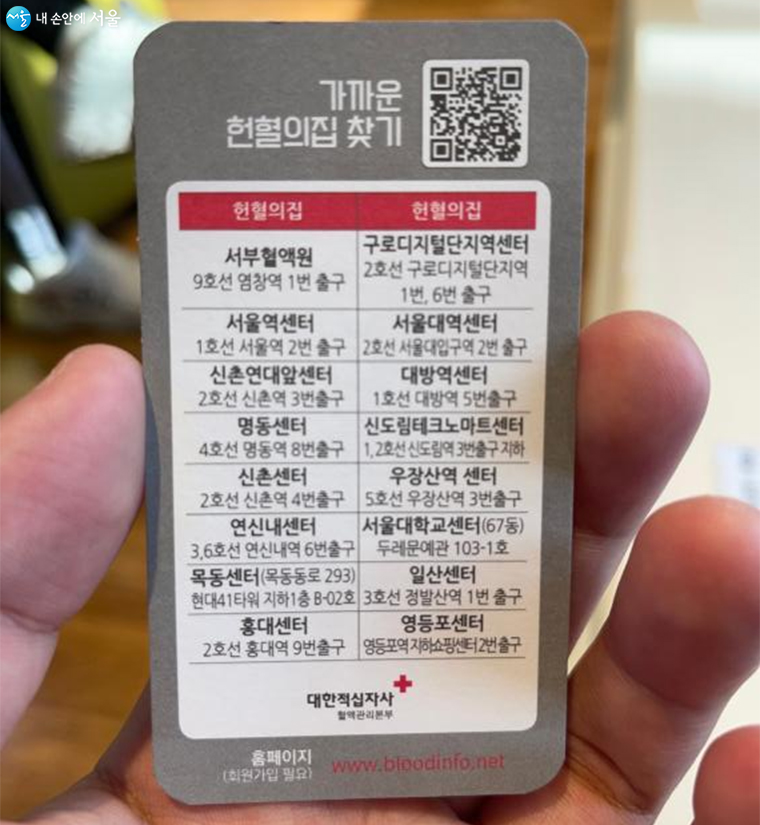 서울 내 손안에 서울
가까운
헌혈의집 찾기
헌혈의집
서부혈액원
9호선 염창역 1번 출구
서울역센터
1호선 서울역 2번 출구
신촌연대앞센터
2호선 신촌역 3번출구
명동센터
4호선 명동역 8번출구
신촌센터
2호선 신촌역 4번출구
연신내센터
3,6호선 연신내역 6번출구
목동센터(목동동로 293)
현대41타워 지하1층 B-02호
홍대센터
2호선 홍대역 9번출구
헌혈의집
구로디지털단지역센터
2호선 구로디지털단지역
1번, 6번 출구
서울대역센터
2호선 서울대입구역 2번 출구
대방역센터
1호선 대방역 5번출구
신도림테크노마트센터
1,2호선 신도림역 3번출구 지하
우장산역 센터
5호선 우장산역 3번출구
서울대학교센터(67동)
두레문예관 103-1호
일산센터
3호선 정발산역 1번 출구
영등포센터
영등포역 지하쇼핑센터 2번 출구
대한적십자사
혈액관리본부
홈페이지
(회원가입 필요)
www.bloodinfo.net